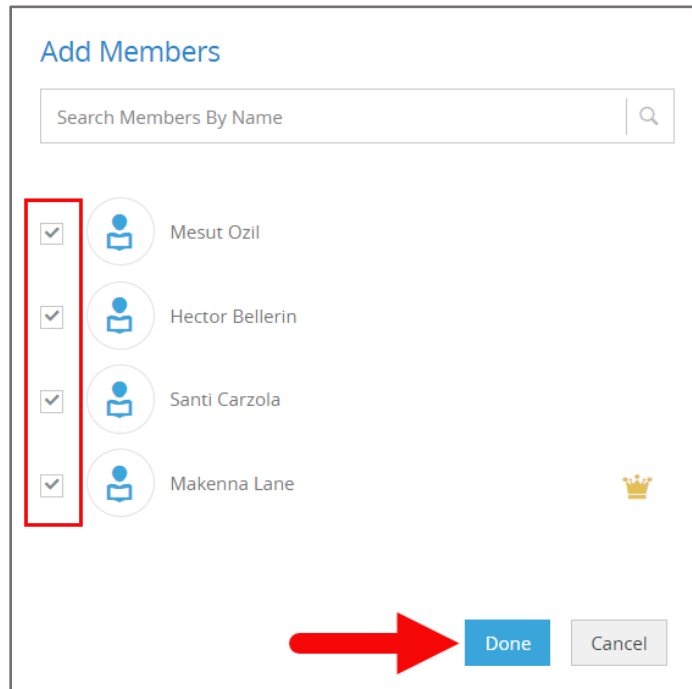 Add Members
Search Members By Name
Mesut Ozil
Hector Bellerin
Santi Carzola
Makenna Lane
Done Cancel